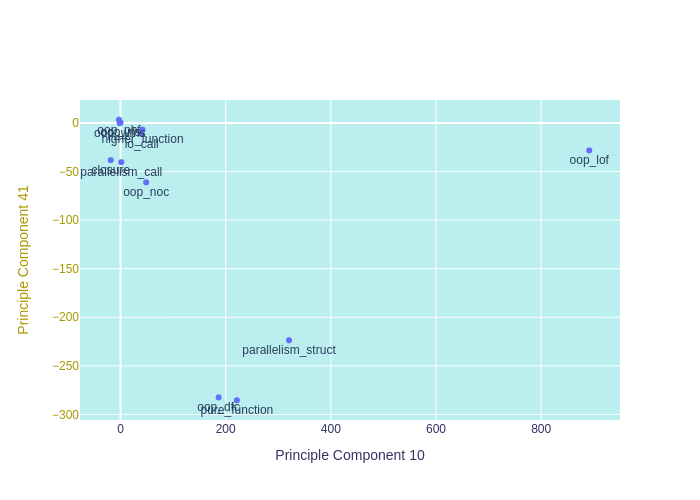 0
−50
−100
−150
−200
−250
−300
0
200
400
600
800
Principle Component 10
Principle Component 41
higher_function
io_call
closure
parallelism_call
oop_noc
oop_lof
parallelism_struct
oop_dfc
pure_function